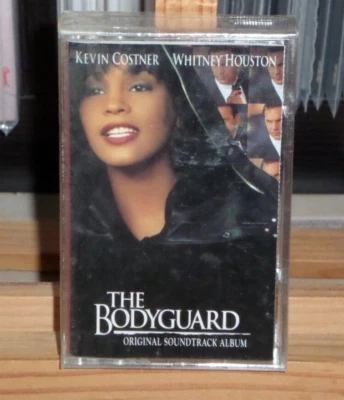 KEVIN COSTNER WHITNEY HOUSTON
THE
BODYGUARD
ORIGINAL SOUNDTRACK ALBUM